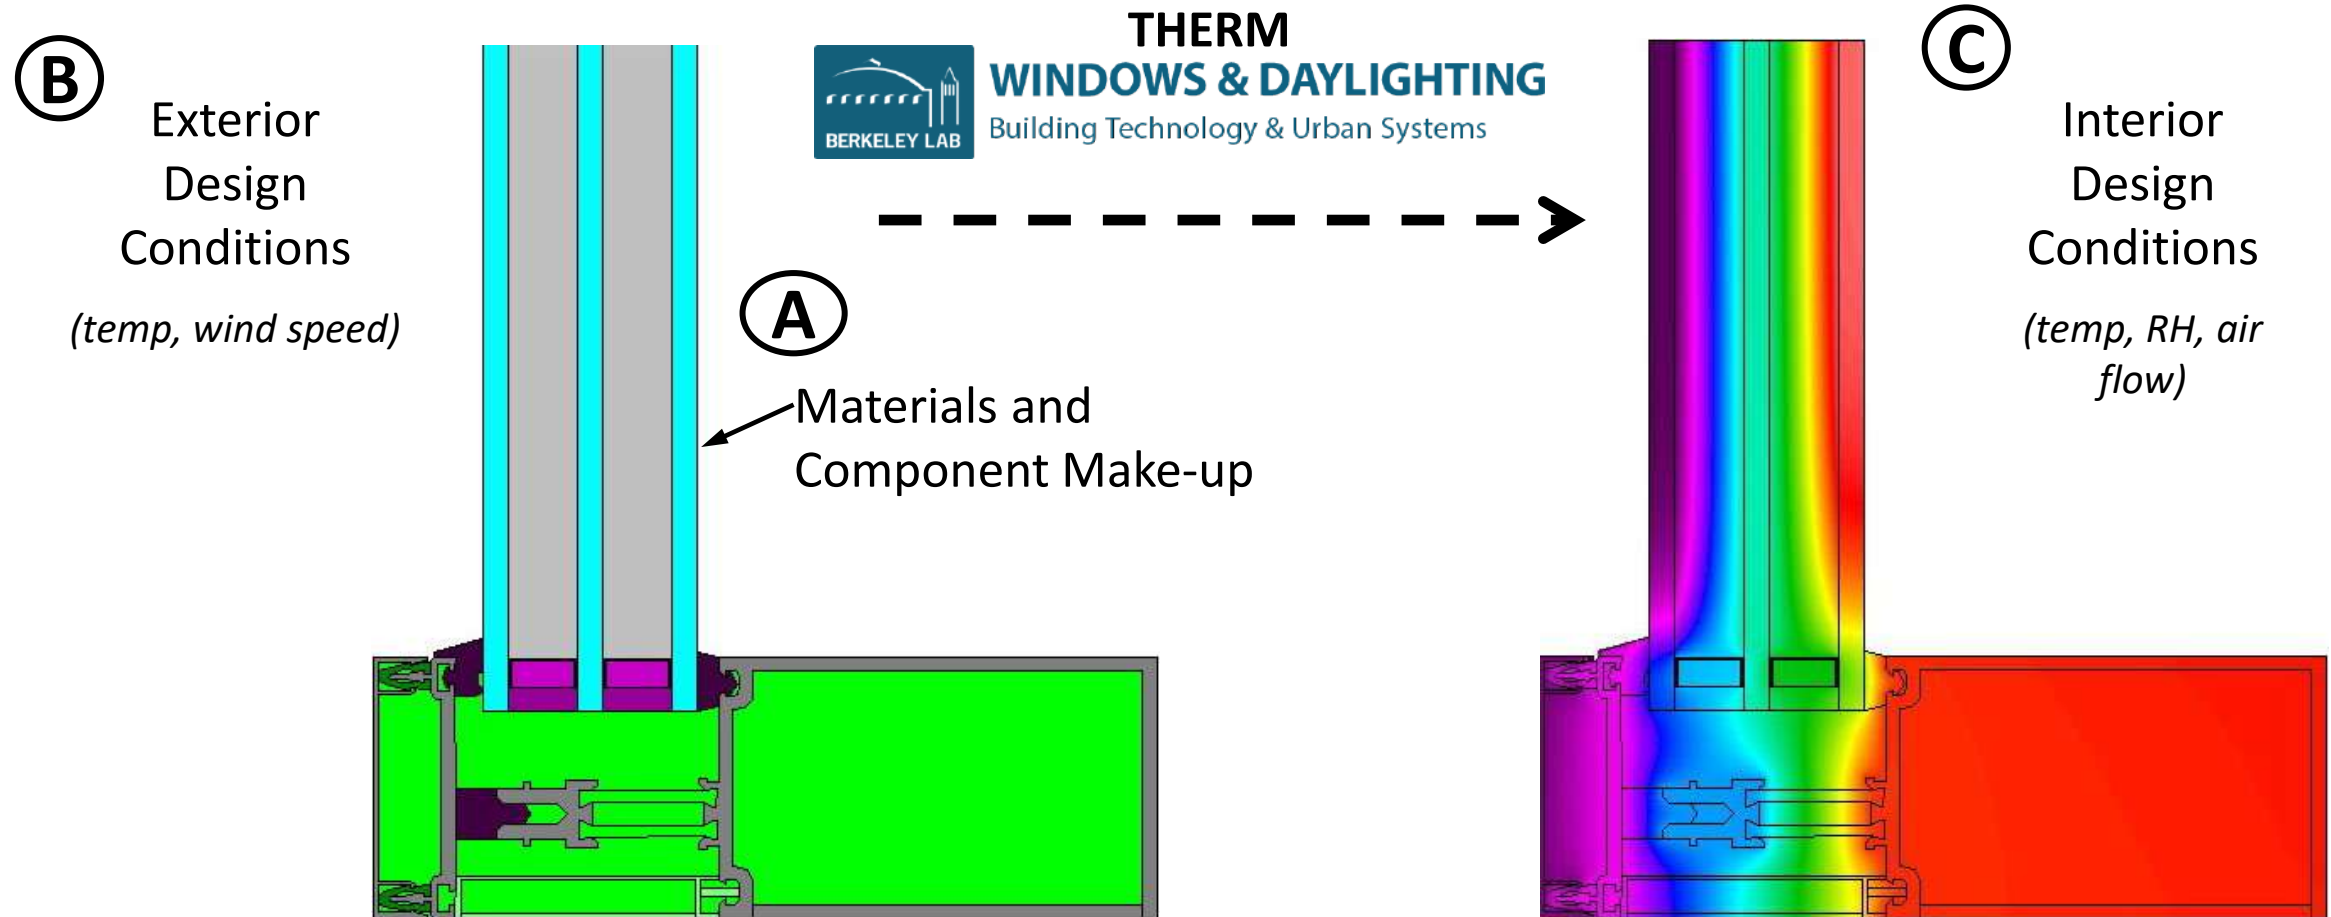 THERM
BERKELEY LAB
WINDOWS & DAYLIGHTING
Building Technology & Urban Systems
B
Exterior
Design
Conditions
(temp, wind speed)
A
Materials and
Component Make-up
C
Interior
Design
Conditions
(temp, RH, air
flow)